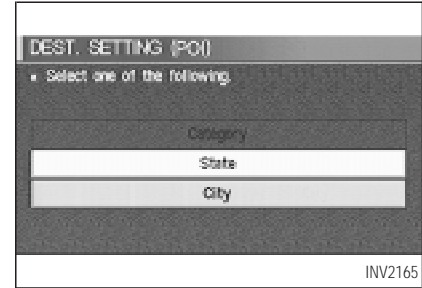 DEST. SETTING (POI)
• Select one of the following.
Category
State
City
INV2165